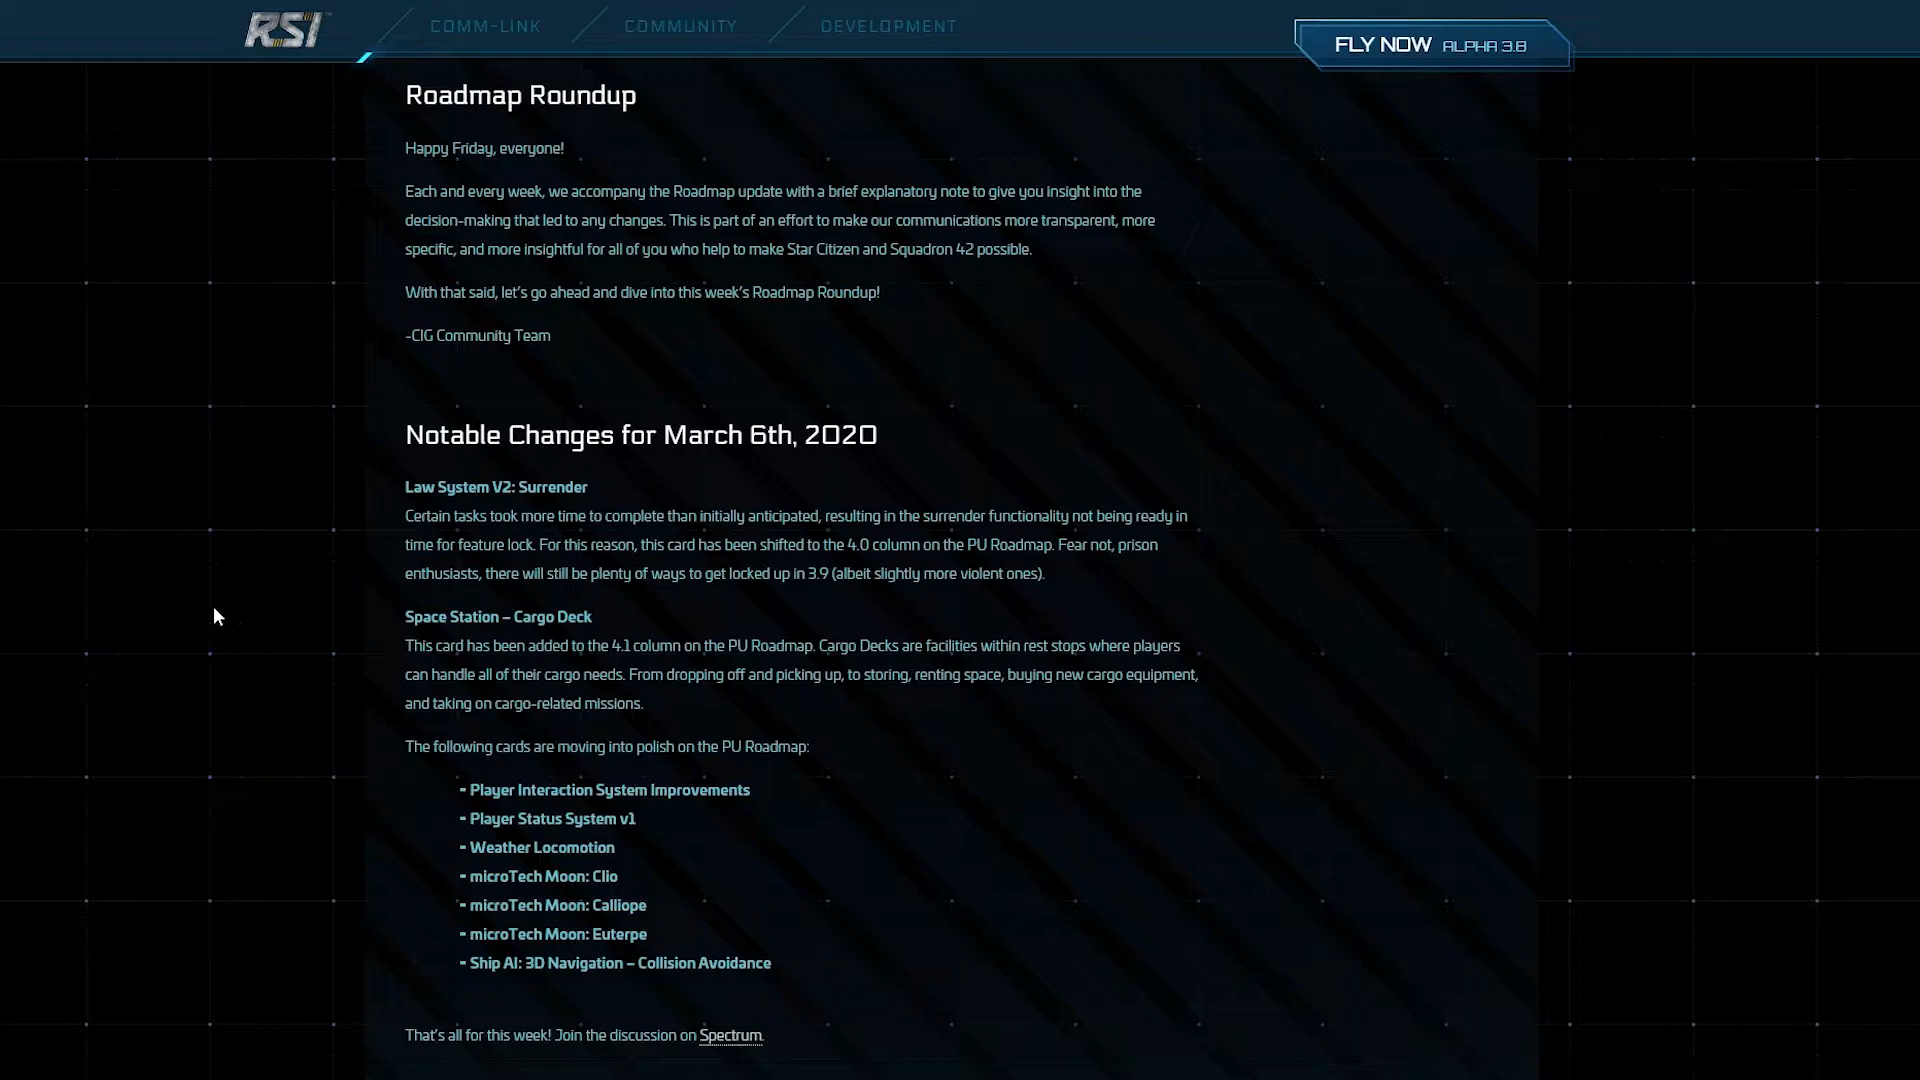 RSI
COMM-LINK
COMMUNITY
DEVELOPMENT
FLY NOW ALPHA 3.8
Roadmap Roundup
Happy Friday, everyone!
Each and every week, we accompany the Roadmap update with a brief explanatory note to give you insight into the
decision-making that led to any changes. This is part of an effort to make our communications more transparent, more
specific, and more insightful for all of you who help to make Star Citizen and Squadron 42 possible.
With that said, let's go ahead and dive into this week's Roadmap Roundup!
-CIG Community Team
Notable Changes for March 6th, 2020
Law System V2: Surrender
Certain tasks took more time to complete than initially anticipated, resulting in the surrender functionality not being ready in
time for feature lock. For this reason, this card has been shifted to the 4.0 column on the PU Roadmap. Fear not, prison
enthusiasts, there will still be plenty of ways to get locked up in 3.9 (albeit slightly more violent ones).
Space Station – Cargo Deck
This card has been added to the 4.1 column on the PU Roadmap. Cargo Decks are facilities within rest stops where players
can handle all of their cargo needs. From dropping off and picking up, to storing, renting space, buying new cargo equipment,
and taking on cargo-related missions.
The following cards are moving into polish on the PU Roadmap:
- Player Interaction System Improvements
- Player Status System v1
- Weather Locomotion
- microTech Moon: Clio
- microTech Moon: Calliope
- microTech Moon: Euterpe
- Ship AI: 3D Navigation – Collision Avoidance
That's all for this week! Join the discussion on Spectrum.